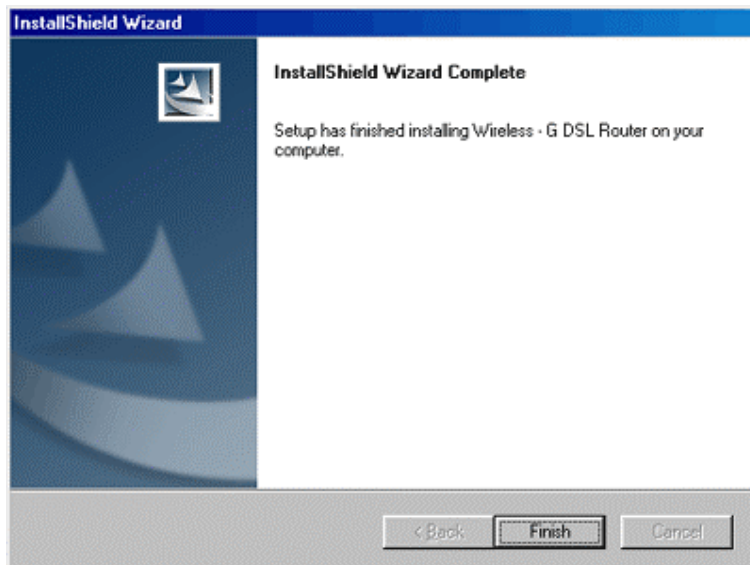 InstallShield Wizard
InstallShield Wizard Complete
Setup has finished installing Wireless - G DSL Router on your
computer.
< Back
Finish
Cancel